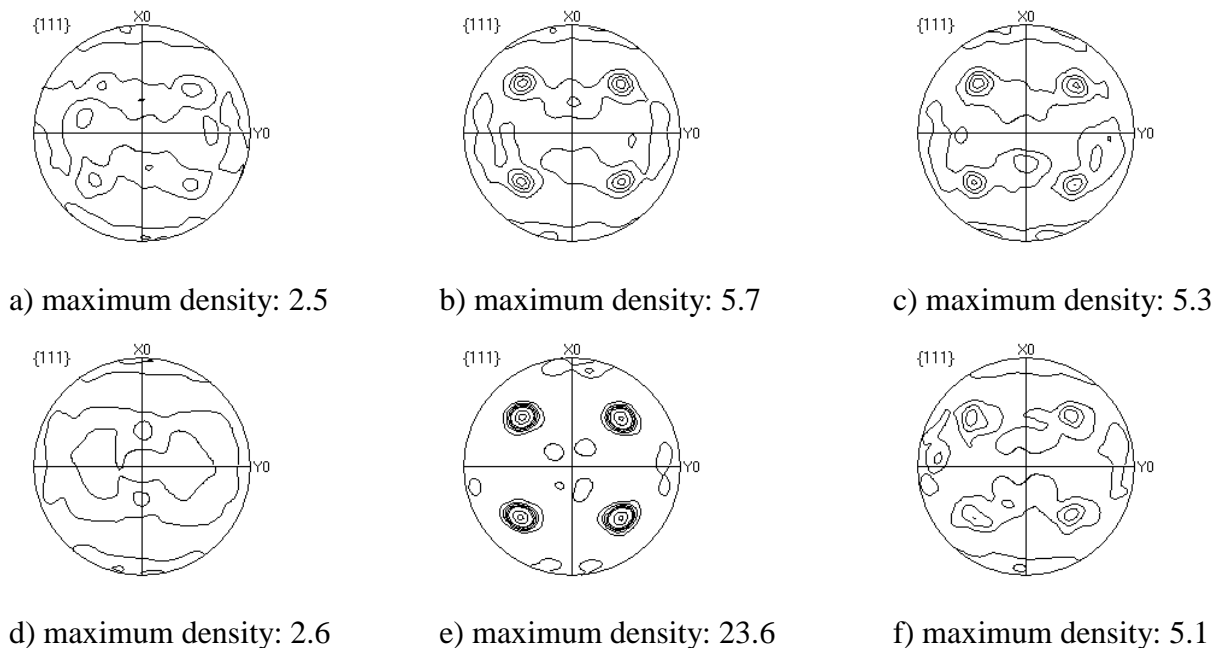 {111} X0 {111} X0 {111} X0
Y0 Y0 Y0
a) maximum density: 2.5 b) maximum density: 5.7 c) maximum density: 5.3
{111} X0 {111} X0 {111} X0
Y0 Y0 Y0
d) maximum density: 2.6 e) maximum density: 23.6 f) maximum density: 5.1